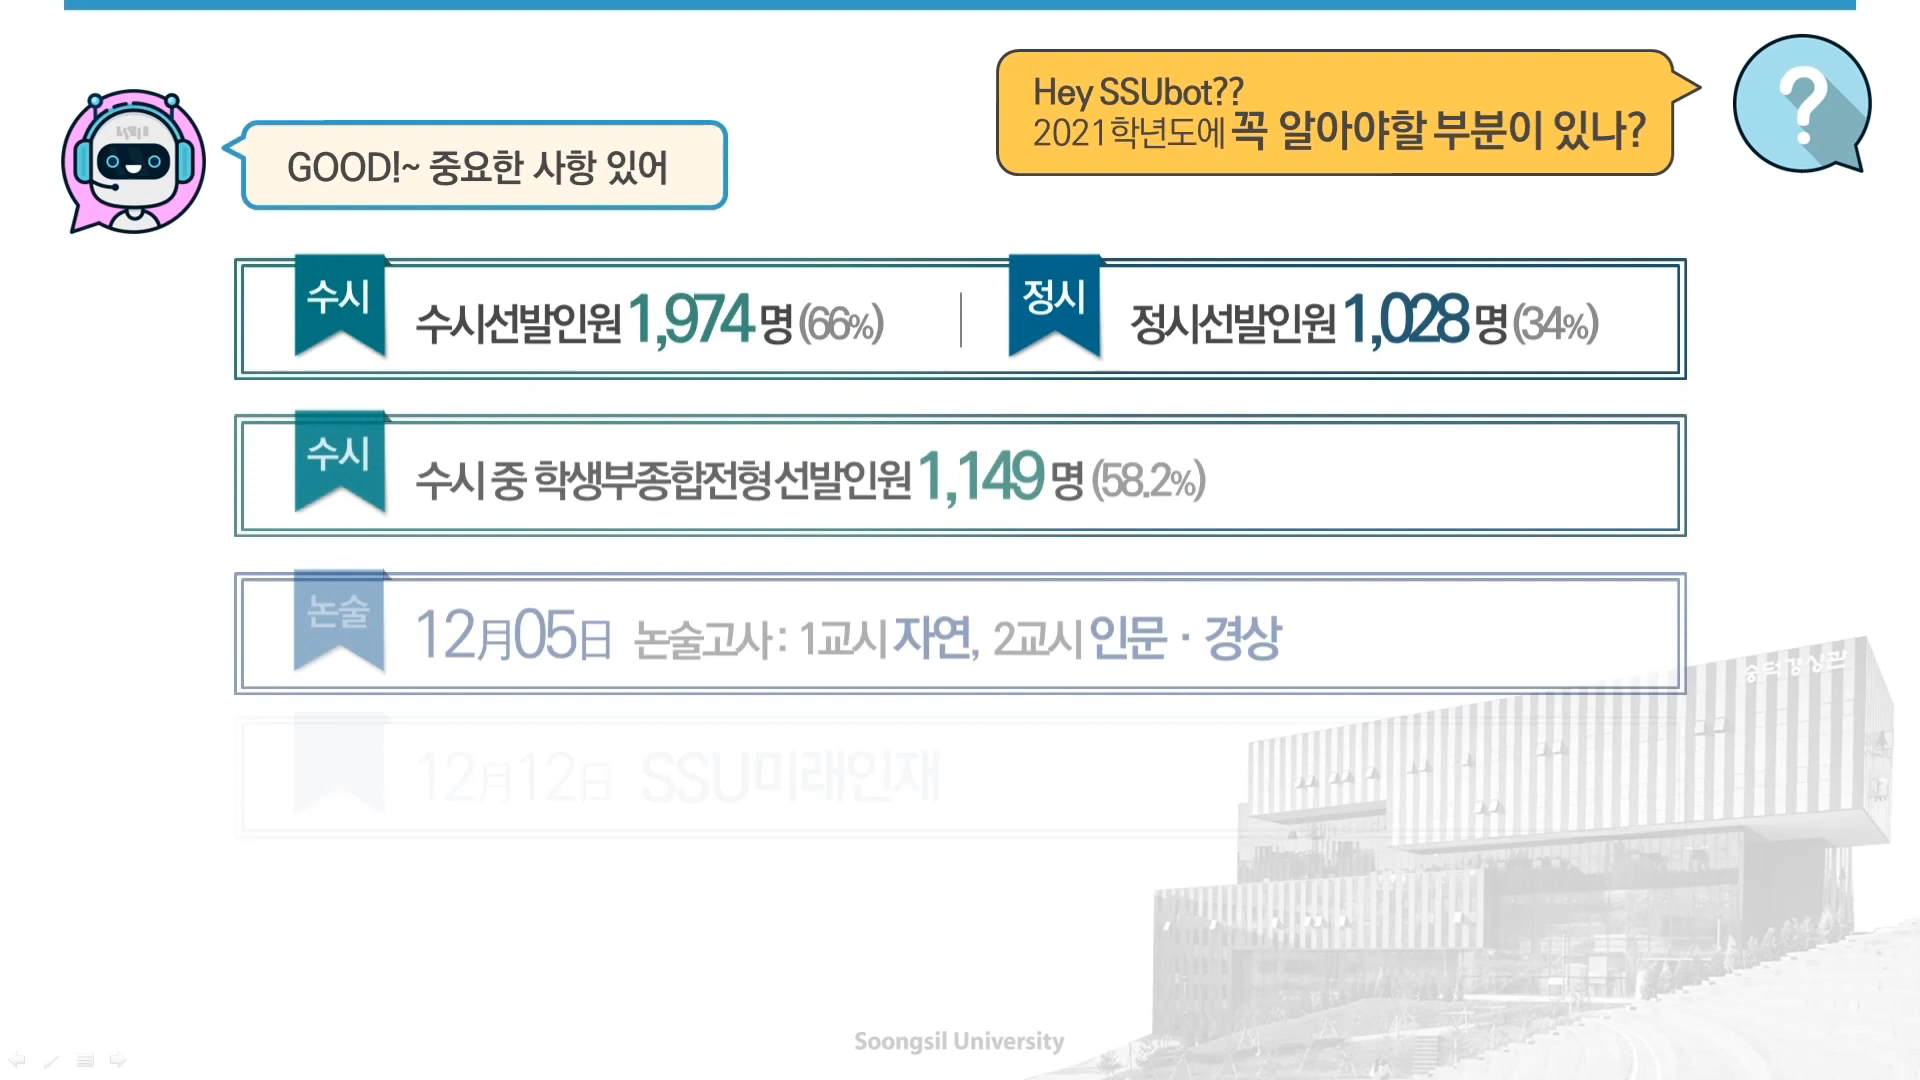 Hey SSUbot??
2021학년도에 꼭 알아야할 부분이 있나?
GOOD!~ 중요한 사항 있어
수시 수시선발인원 1,974명 (66%)
정시 정시선발인원 1,028명 (34%)
수시 수시 중 학생부종합전형 선발인원 1,149명 (58.2%)
논술 12月05日 논술고사 : 1교시 자연, 2교시 인문 · 경상
12月12日 SSU미래인재
숭덕경상관
Soongsil University